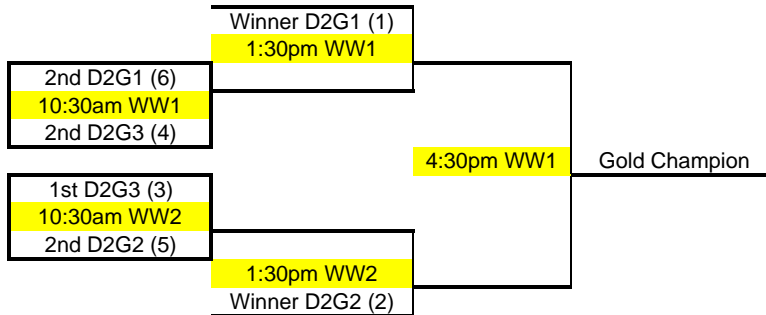 Winner D2G1 (1)
1:30pm WW1
2nd D2G1 (6)
10:30am WW1
2nd D2G3 (4)
4:30pm WW1
Gold Champion
1st D2G3 (3)
10:30am WW2
2nd D2G2 (5)
1:30pm WW2
Winner D2G2 (2)